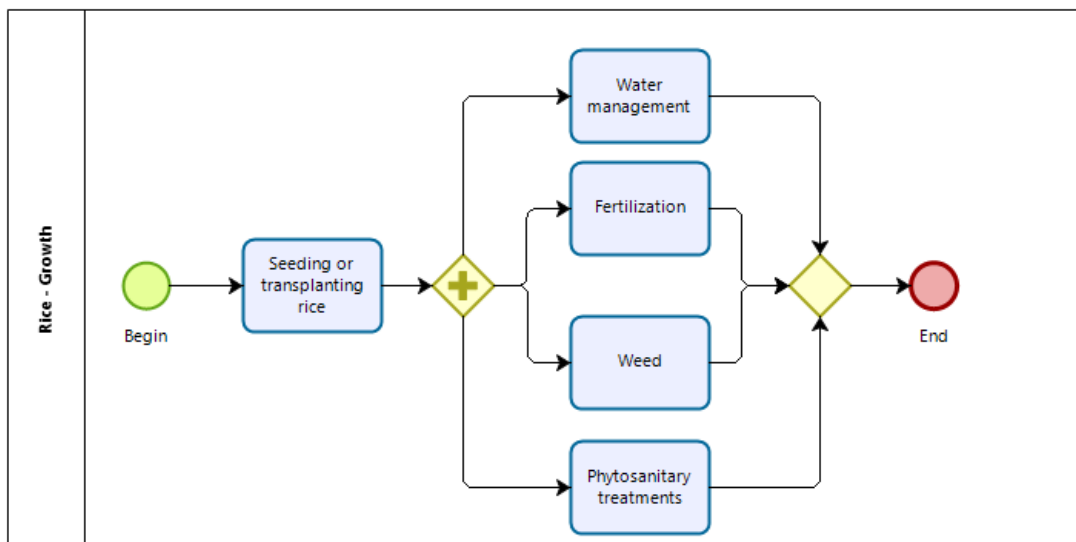 Rice - Growth
Begin
Seeding or
transplanting
rice
Water
management
Fertilization
Weed
Phytosanitary
treatments
End